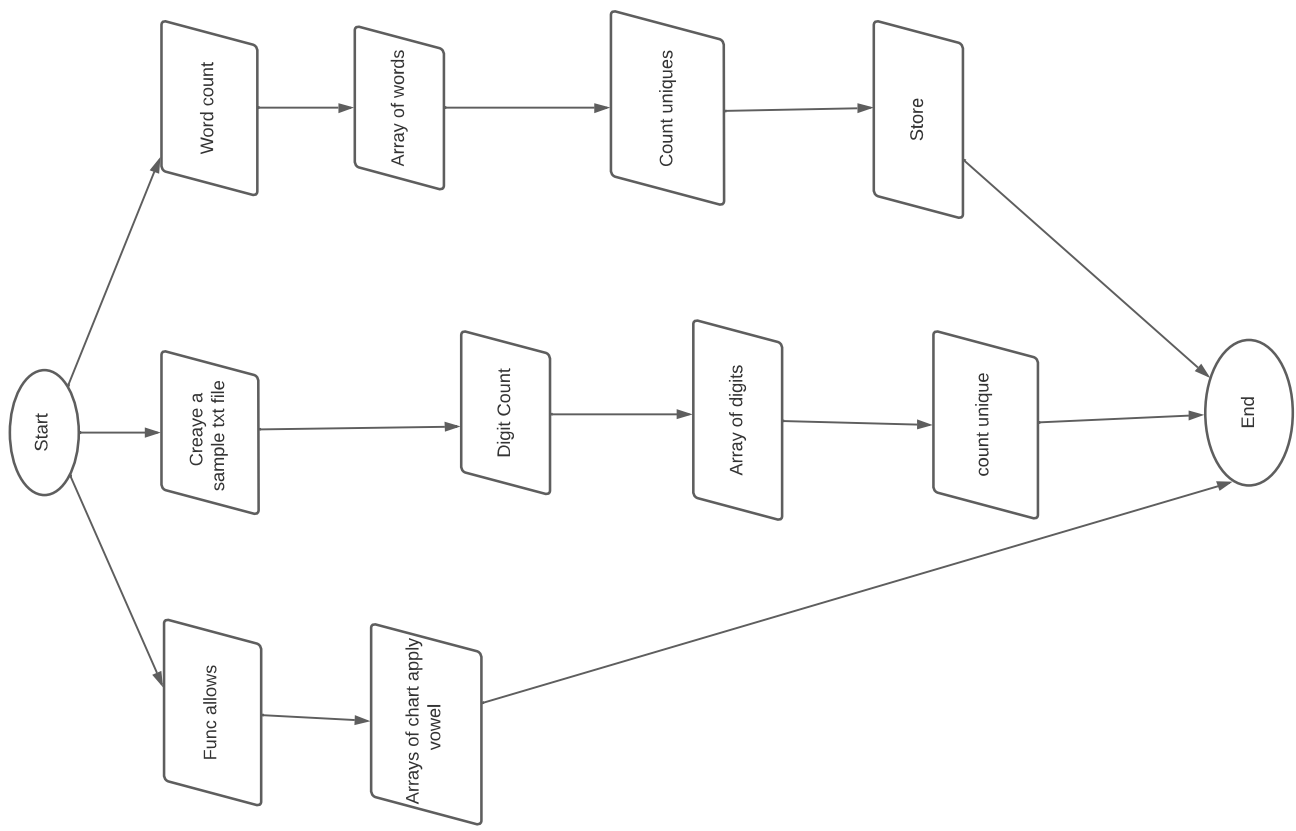 Start
Word count
Array of words
Count uniques
Store
Creaye a
sample txt file
Digit Count
Array of digits
count unique
Func allows
Arrays of chart apply
vowel
End